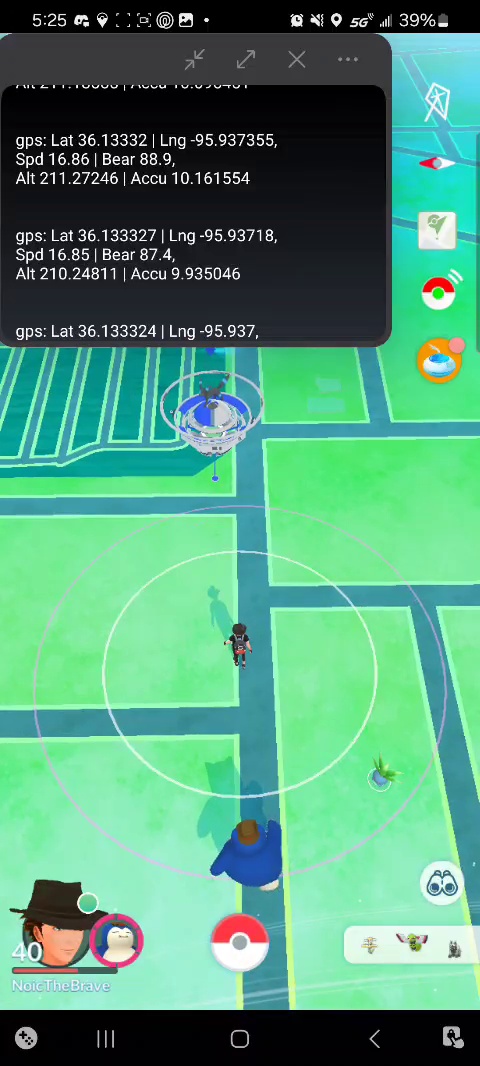 5:25
5G
39%
gps: Lat 36.13332 | Lng -95.937355,
Spd 16.86 | Bear 88.9,
Alt 211.27246 | Accu 10.161554
gps: Lat 36.133327 | Lng -95.93718,
Spd 16.85 | Bear 87.4,
Alt 210.24811 | Accu 9.935046
gps: Lat 36.133324 | Lng -95.937,
40
NoicTheBrave